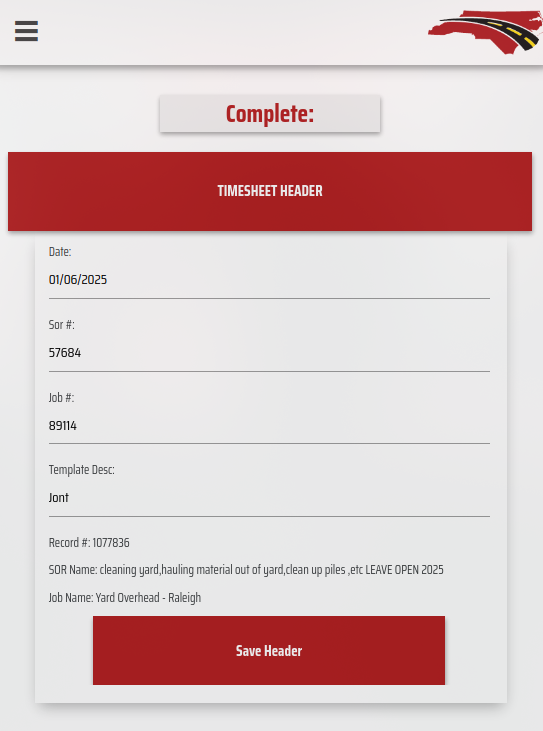 Complete:
TIMESHEET HEADER
Date:
01/06/2025
Sor #:
57684
Job #:
89114
Template Desc:
Jont
Record #: 1077836
SOR Name: cleaning yard,hauling material out of yard,clean up piles ,etc LEAVE OPEN 2025
Job Name: Yard Overhead - Raleigh
Save Header